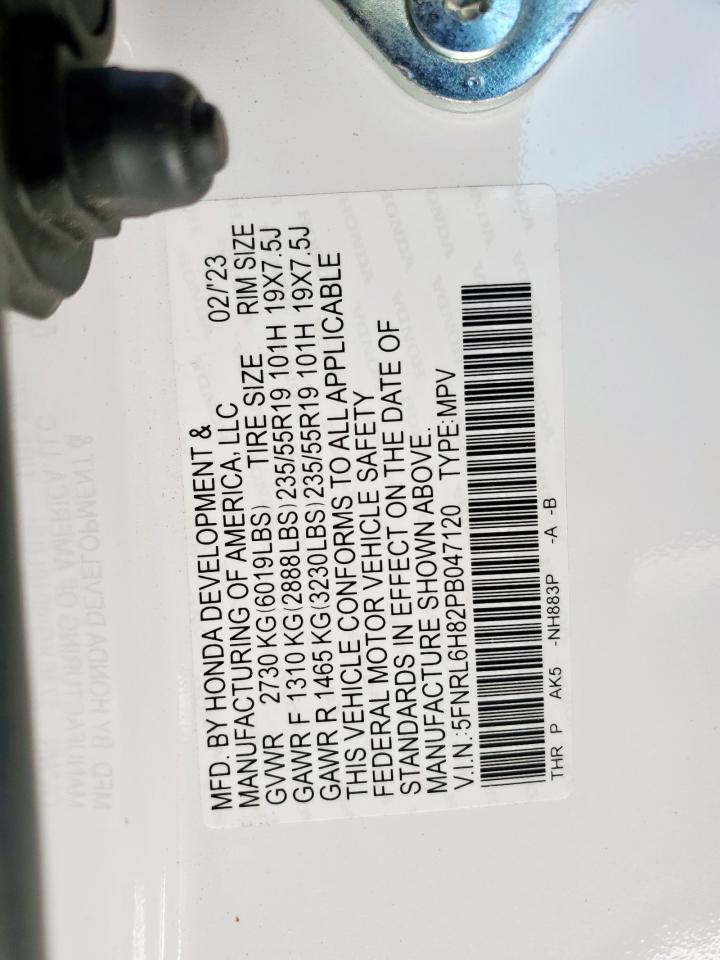 MFD. BY HONDA DEVELOPMENT &
MANUFACTURING OF AMERICA, LLC 02/'23
GVWR 2730 KG(6019LBS) TIRE SIZE RIM SIZE
GAWR F 1310 KG(2888LBS)235/55R19 101H 19X7.5J
GAWR R 1465 KG(3230LBS)235/55R19 101H 19X7.5J
THIS VEHICLE CONFORMS TO ALL APPLICABLE
FEDERAL MOTOR VEHICLE SAFETY
STANDARDS IN EFFECT ON THE DATE OF
MANUFACTURE SHOWN ABOVE.
V.I.N.:5FNRL6H82PB047120 TYPE:MPV
THR P AK5 -NH883P -A -B